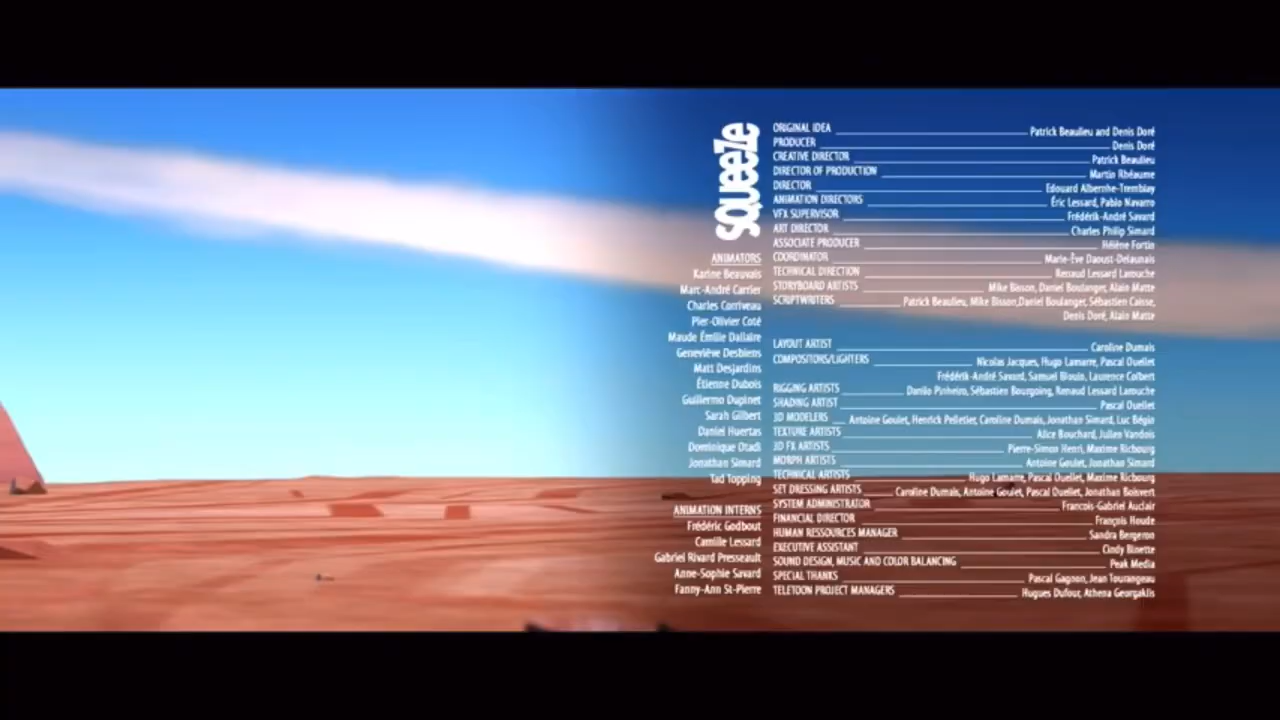 squeeze
ANIMATORS
Karine Beauvais
Marc-André Carrier
Charles Corriveau
Pier-Olivier Coté
Maude Émilie Dallaire
Geneviève Desbiens
Matt Desjardins
Étienne Dubois
Guillermo Dupinet
Sarah Gilbert
Daniel Huertas
Dominique Otadi
Jonathan Simard
Tad Topping
ANIMATION INTERNS
Frédéric Godbout
Camille Lessard
Gabriel Rivard Presseault
Anne-Sophie Savard
Fanny-Ann St-Pierre
ORIGINAL IDEA Patrick Beaulieu and Denis Doré
PRODUCER Denis Doré
CREATIVE DIRECTOR Patrick Beaulieu
DIRECTOR OF PRODUCTION Martin Rhéaume
DIRECTOR Edouard Albernhe-Tremblay
ANIMATION DIRECTORS Éric Lessard, Pablo Navarro
VFX SUPERVISOR Frédérik-André Savard
ART DIRECTOR Charles Philip Simard
ASSOCIATE PRODUCER Hélène Fortin
COORDINATOR Marie-Ève Daoust-Delaunais
TECHNICAL DIRECTION Renaud Lessard Larouche
STORYBOARD ARTISTS Mike Bisson, Daniel Boulanger, Alain Matte
SCRIPTWRITERS Patrick Beaulieu, Mike Bisson,Daniel Boulanger, Sébastien Caisse,
Denis Doré, Alain Matte
LAYOUT ARTIST Caroline Dumais
COMPOSITORS/LIGHTERS Nicolas Jacques, Hugo Lamarre, Pascal Ouellet
Frédérik-André Savard, Samuel Blouin, Laurence Colbert
RIGGING ARTISTS Danilo Pinheiro, Sébastien Bourgoing, Renaud Lessard Larouche
SHADING ARTIST Pascal Ouellet
3D MODELERS Antoine Goulet, Henrick Pelletier, Caroline Dumais, Jonathan Simard, Luc Bégin
TEXTURE ARTISTS Alice Bouchard, Julien Vandois
3D FX ARTISTS Pierre-Simon Henri, Maxime Ricbourg
MORPH ARTISTS Antoine Goulet, Jonathan Simard
TECHNICAL ARTISTS Hugo Lamarre, Pascal Ouellet, Maxime Ricbourg
SET DRESSING ARTISTS Caroline Dumais, Antoine Goulet, Pascal Ouellet, Jonathan Boisvert
SYSTEM ADMINISTRATOR Francois-Gabriel Auclair
FINANCIAL DIRECTOR François Houde
HUMAN RESSOURCES MANAGER Sandra Bergeron
EXECUTIVE ASSISTANT Cindy Binette
SOUND DESIGN, MUSIC AND COLOR BALANCING Peak Media
SPECIAL THANKS Pascal Gagnon, Jean Tourangeau
TELETOON PROJECT MANAGERS Hugues Dufour, Athena Georgaklis